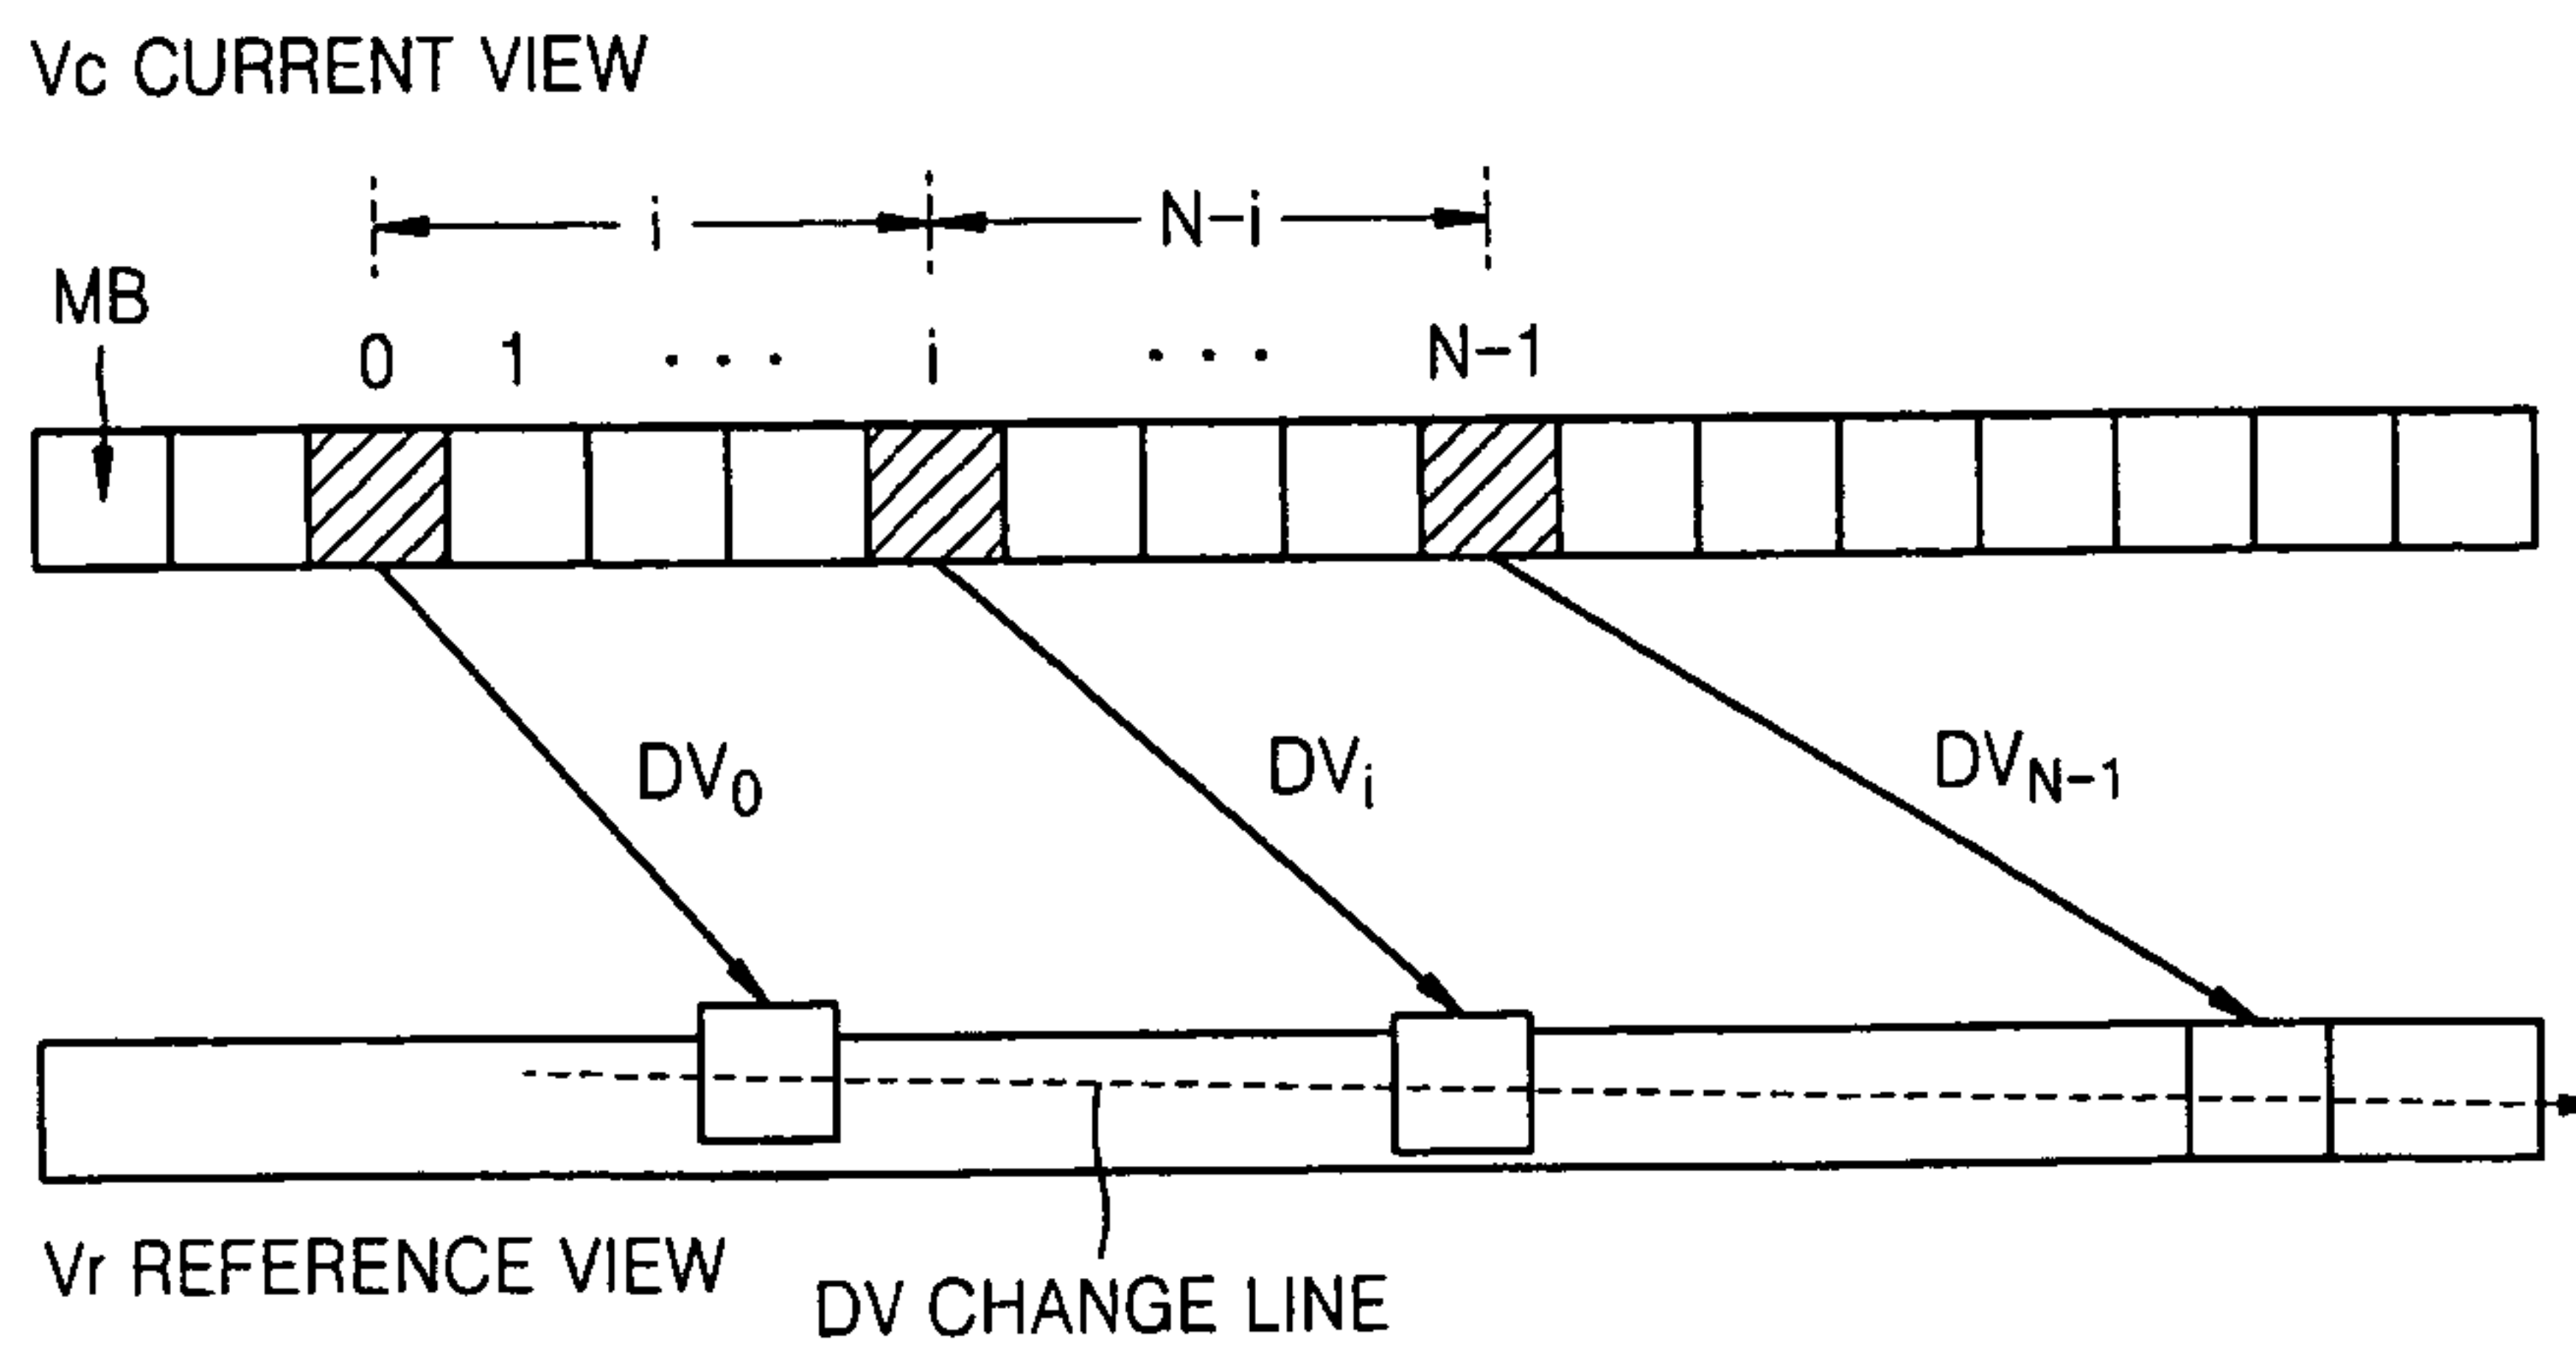 Vc CURRENT VIEW
i N-i
MB
0 1 ... i ... N-1
DV0 DVi DVN-1
Vr REFERENCE VIEW
DV CHANGE LINE